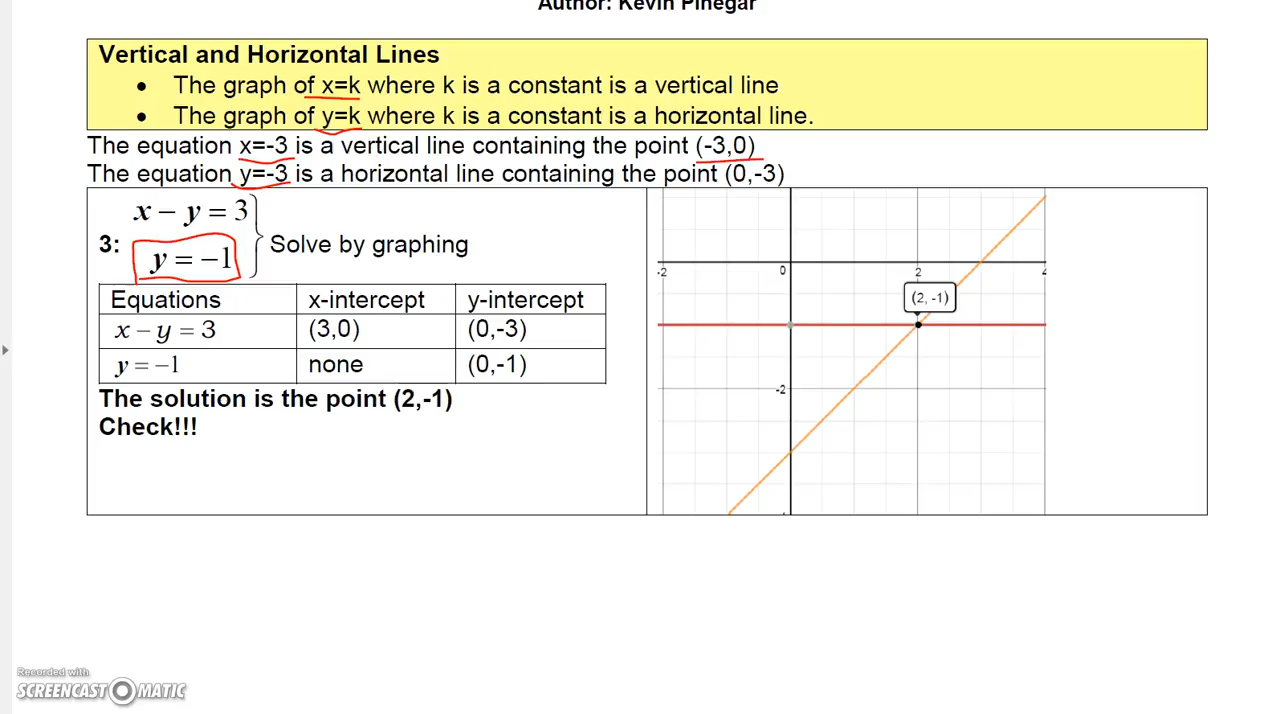 Author: Kevin Pinegar
Vertical and Horizontal Lines
• The graph of x=k where k is a constant is a vertical line
• The graph of y=k where k is a constant is a horizontal line.
The equation x=-3 is a vertical line containing the point (-3,0)
The equation y=-3 is a horizontal line containing the point (0,-3)
x − y = 3
3: y = −1 } Solve by graphing
Equations x-intercept y-intercept
x − y = 3 (3,0) (0,-3)
y = −1 none (0,-1)
The solution is the point (2,-1)
Check!!!
-2 0 2 4
(2, -1)
-2
Recorded with
SCREENCAST-O-MATIC